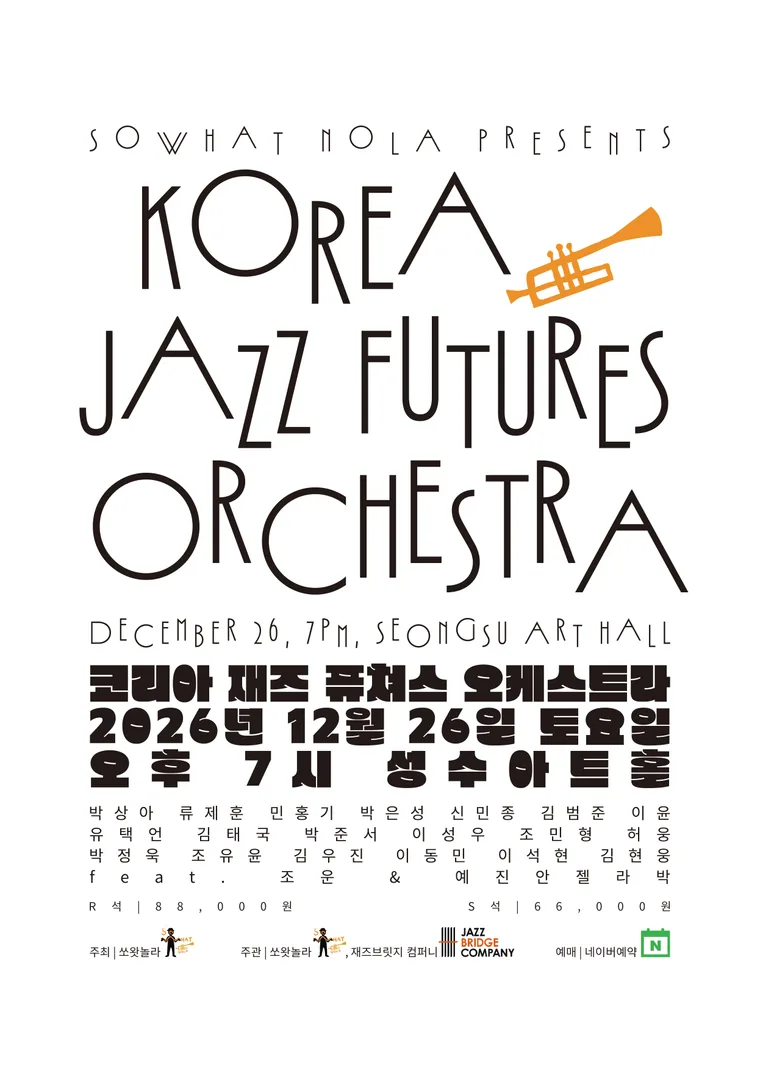 SOWHAT NOLA PRESENTS
KOREA
JAZZ FUTURES
ORCHESTRA
DECEMBER 26, 7PM, SEONGSU ART HALL
코리아 재즈 퓨쳐스 오케스트라
2026년 12월 26일 토요일
오후 7시 성수아트홀
박상아 류제훈 민홍기 박은성 신민종 김범준 이윤
유택언 김태국 박준서 이성우 조민형 허웅
박정욱 조유윤 김우진 이동민 이석현 김현웅
feat. 조운 & 예진안젤라박
R석|88,000원 S석|66,000원
주최|쏘왓놀라 SOWHAT 주관|쏘왓놀라 SOWHAT, 재즈브릿지 컴퍼니 JAZZ BRIDGE COMPANY 예매|네이버예약 N